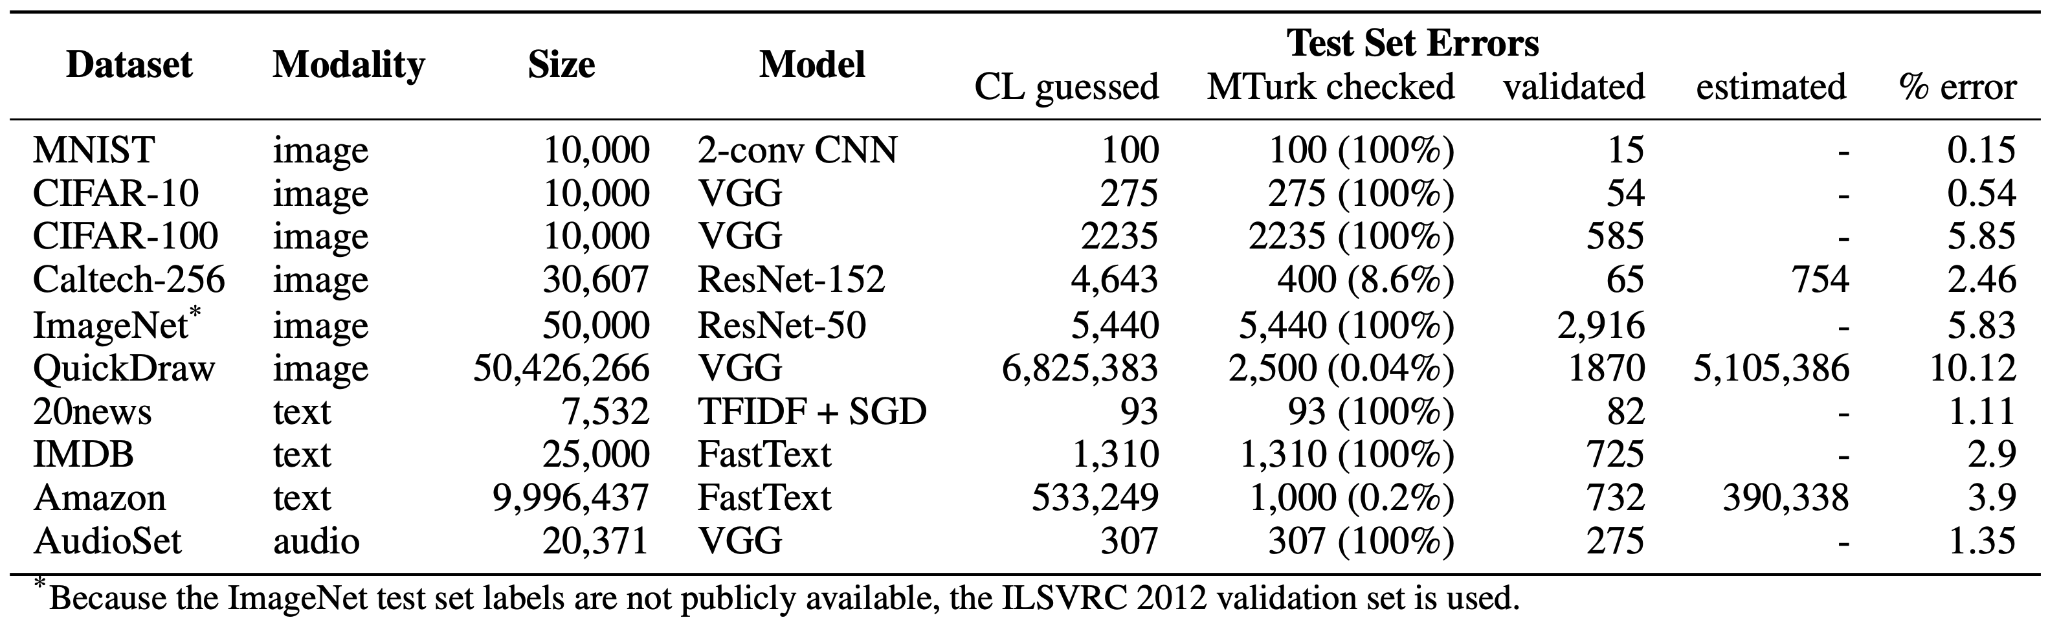 Test Set Errors
Dataset Modality Size Model CL guessed MTurk checked validated estimated % error
MNIST image 10,000 2-conv CNN 100 100 (100%) 15 - 0.15
CIFAR-10 image 10,000 VGG 275 275 (100%) 54 - 0.54
CIFAR-100 image 10,000 VGG 2235 2235 (100%) 585 - 5.85
Caltech-256 image 30,607 ResNet-152 4,643 400 (8.6%) 65 754 2.46
ImageNet* image 50,000 ResNet-50 5,440 5,440 (100%) 2,916 - 5.83
QuickDraw image 50,426,266 VGG 6,825,383 2,500 (0.04%) 1870 5,105,386 10.12
20news text 7,532 TFIDF + SGD 93 93 (100%) 82 - 1.11
IMDB text 25,000 FastText 1,310 1,310 (100%) 725 - 2.9
Amazon text 9,996,437 FastText 533,249 1,000 (0.2%) 732 390,338 3.9
AudioSet audio 20,371 VGG 307 307 (100%) 275 - 1.35
*Because the ImageNet test set labels are not publicly available, the ILSVRC 2012 validation set is used.